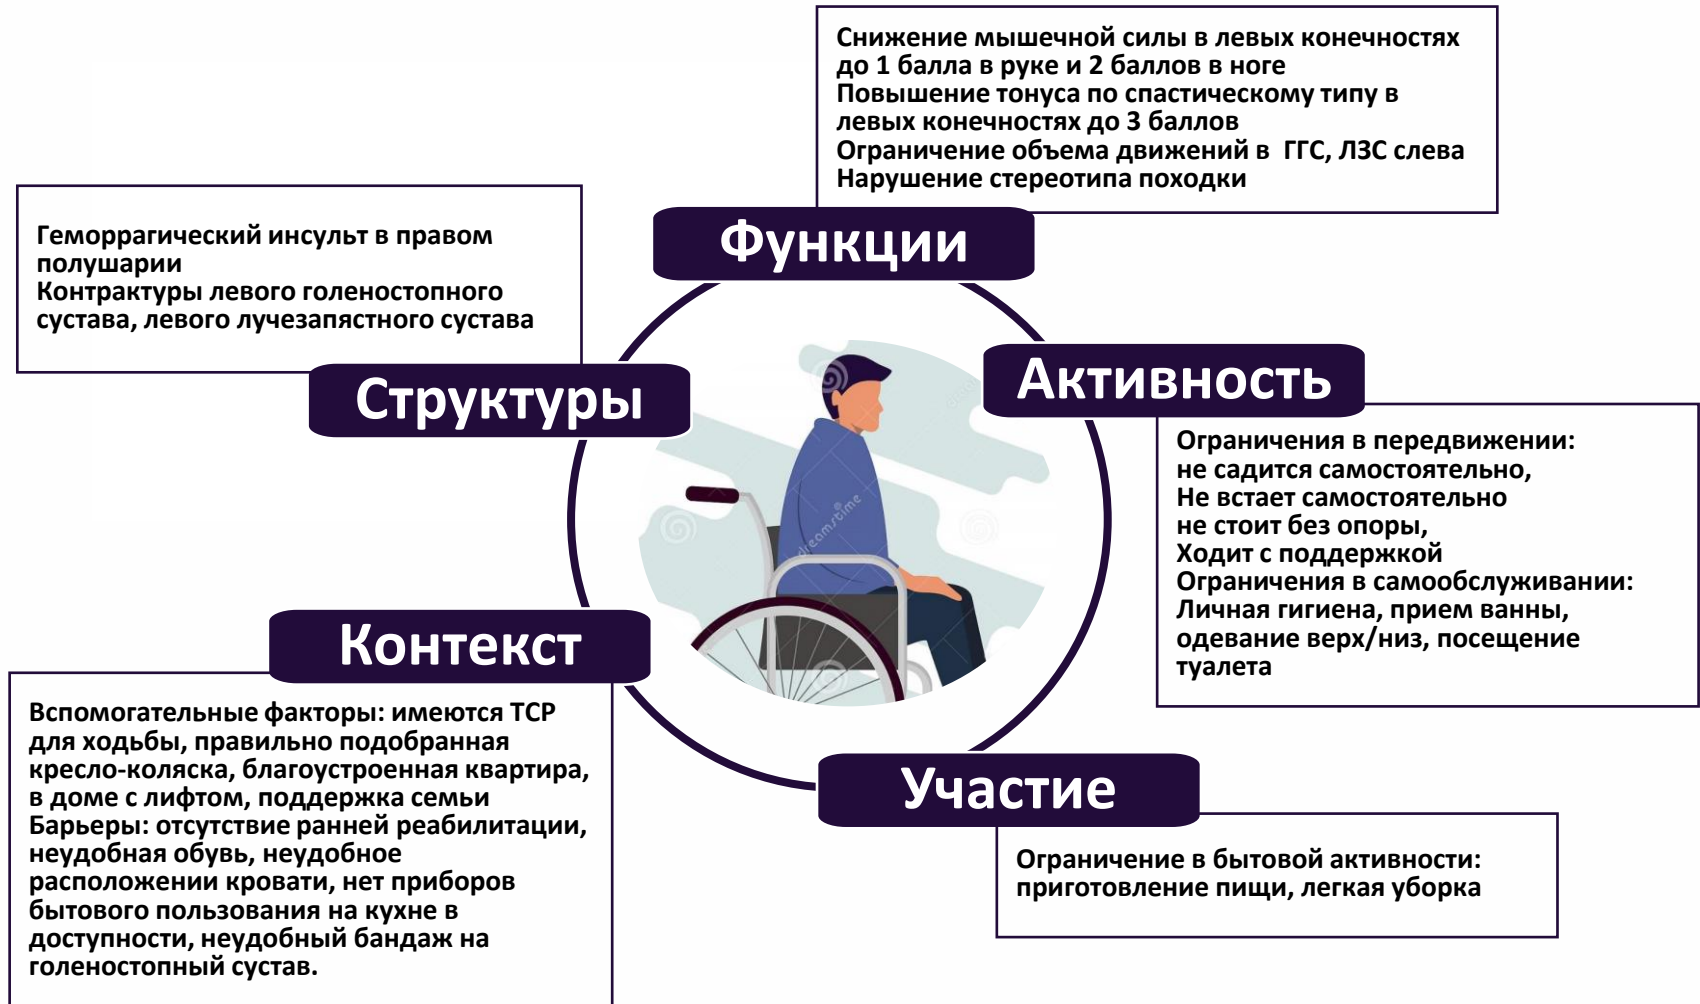 Снижение мышечной силы в левых конечностях
до 1 балла в руке и 2 баллов в ноге
Повышение тонуса по спастическому типу в
левых конечностях до 3 баллов
Ограничение объема движений в ГГС, ЛЗС слева
Нарушение стереотипа походки
Функции
Геморрагический инсульт в правом
полушарии
Контрактуры левого голеностопного
сустава, левого лучезапястного сустава
Структуры
Активность
Ограничения в передвижении:
не садится самостоятельно,
Не встает самостоятельно
не стоит без опоры,
Ходит с поддержкой
Ограничения в самообслуживании:
Личная гигиена, прием ванны,
одевание верх/низ, посещение
туалета
Контекст
Вспомогательные факторы: имеются ТСР
для ходьбы, правильно подобранная
кресло-коляска, благоустроенная квартира,
в доме с лифтом, поддержка семьи
Барьеры: отсутствие ранней реабилитации,
неудобная обувь, неудобное
расположении кровати, нет приборов
бытового пользования на кухне в
доступности, неудобный бандаж на
голеностопный сустав.
Участие
Ограничение в бытовой активности:
приготовление пищи, легкая уборка
dreamstime